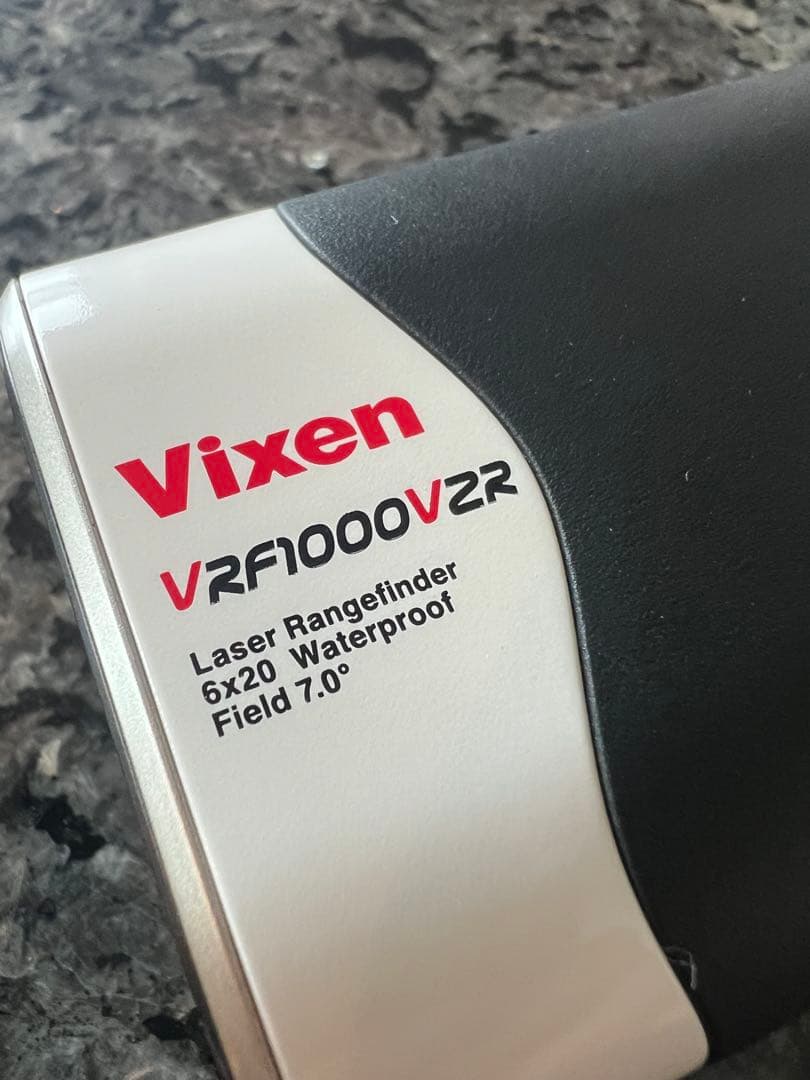 Vixen
VRF1000VZR
Laser Rangefinder
6x20 Waterproof
Field 7.0°